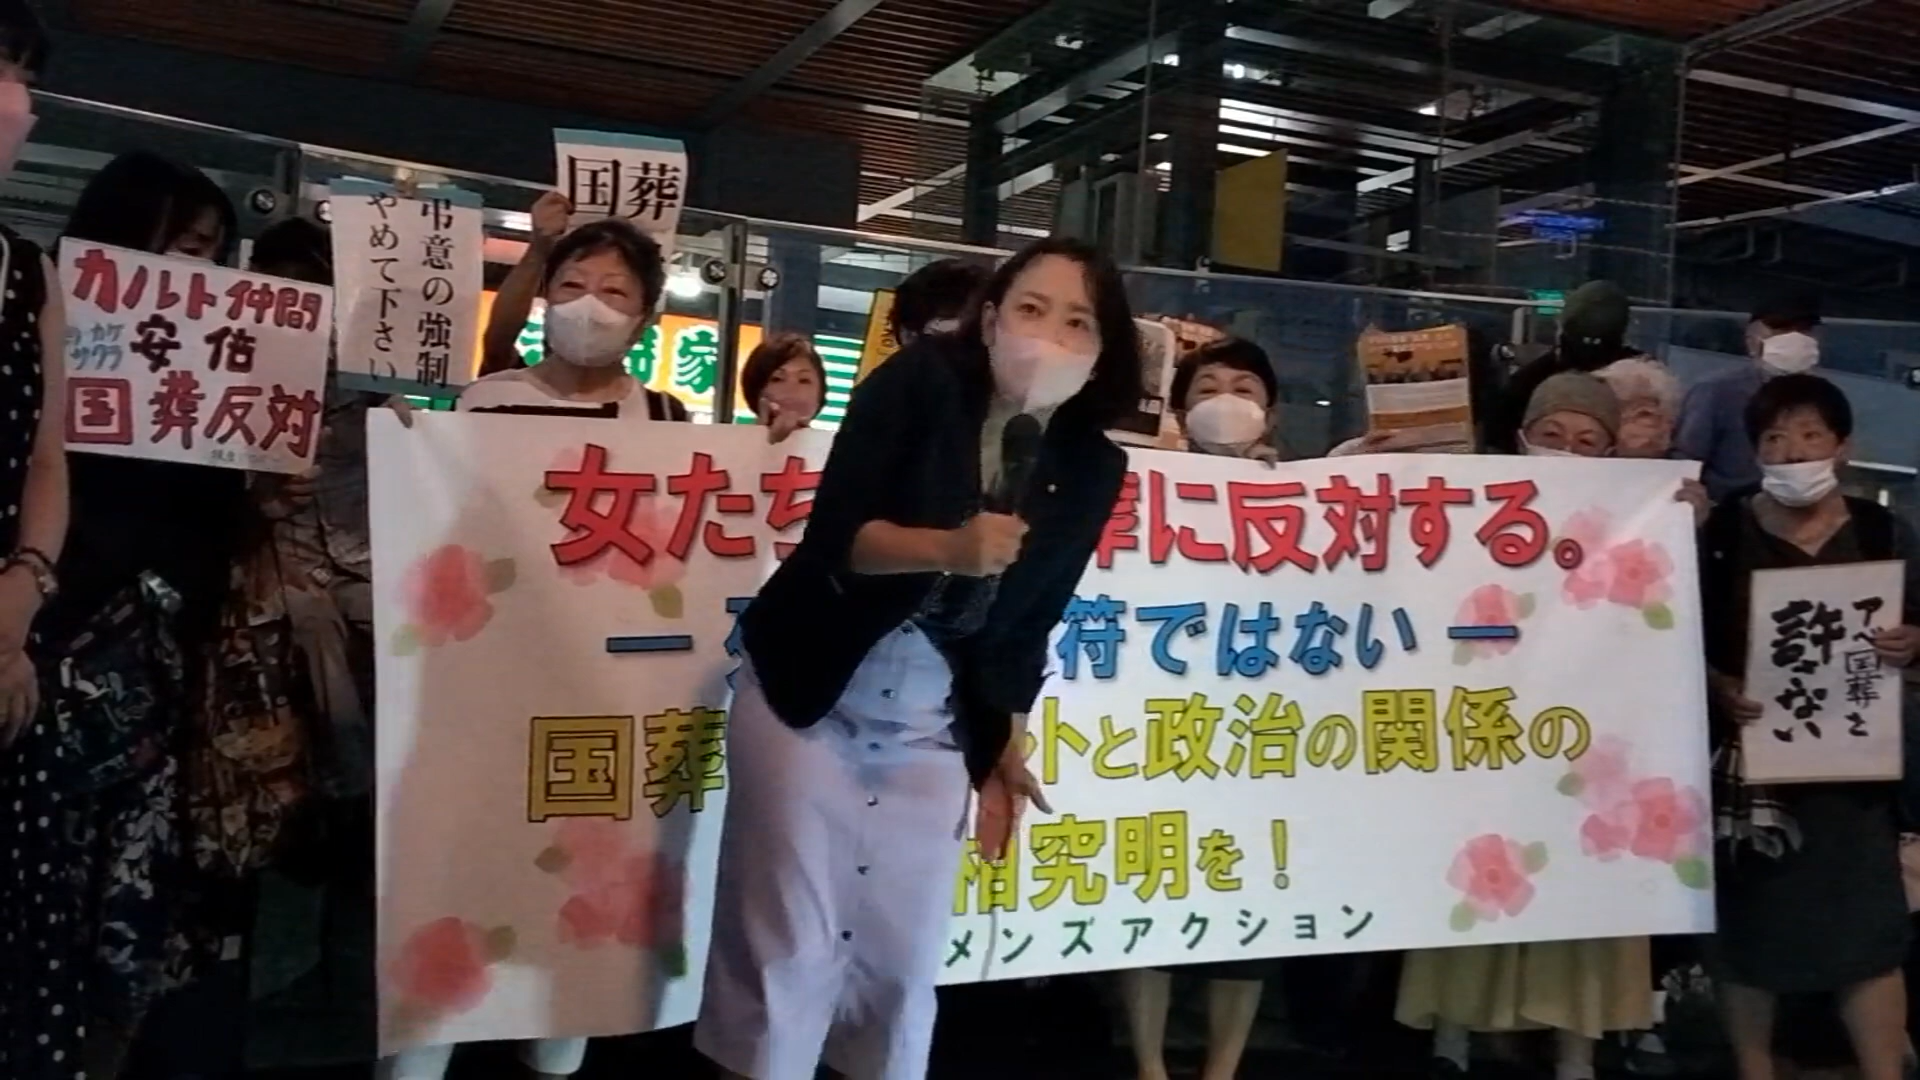 カルト仲間
サクラ
安倍
国葬反対
弔意の強制
やめて下さい
国葬
家
女たち
葬に反対する。
符ではない ー
国葬
トと政治の関係の
相究明を!
メンズアクション
アベ国葬を
許さない